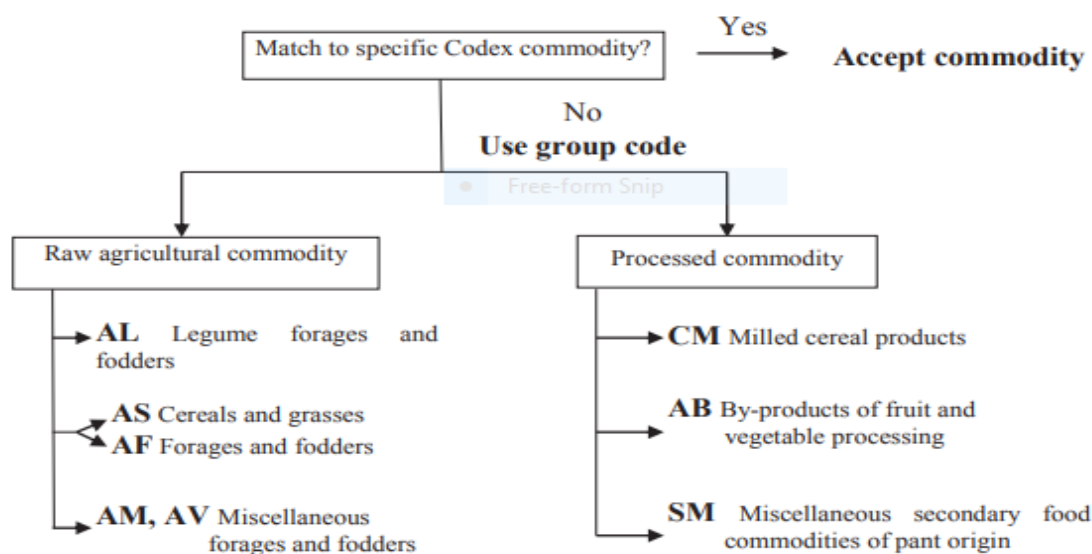 Match to specific Codex commodity?
Yes
Accept commodity
No
Use group code
Free-form Snip
Raw agricultural commodity
Processed commodity
AL Legume forages and
fodders
AS Cereals and grasses
AF Forages and fodders
AM, AV Miscellaneous
forages and fodders
CM Milled cereal products
AB By-products of fruit and
vegetable processing
SM Miscellaneous secondary food
commodities of pant origin